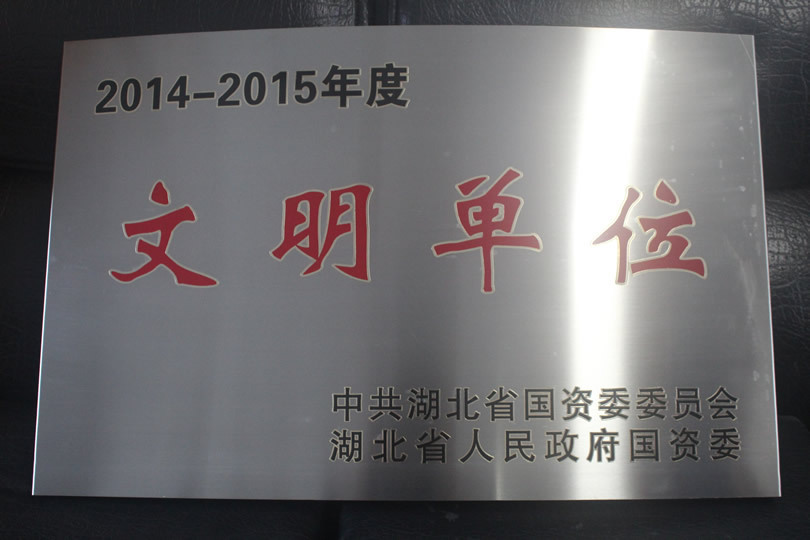 2014-2015年度
文明单位
中共湖北省国资委委员会
湖北省人民政府国资委